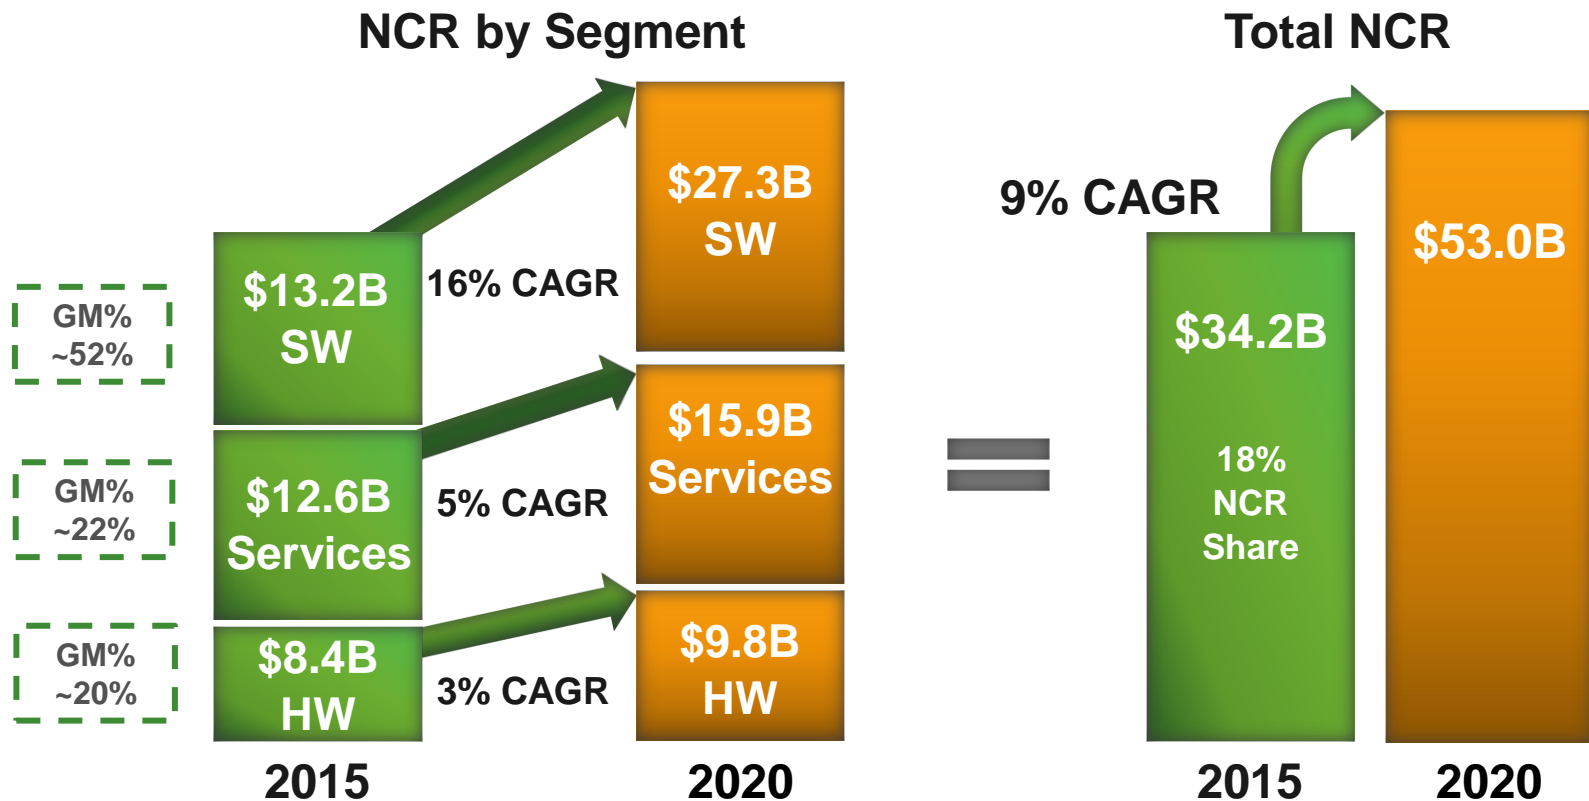 NCR by Segment
Total NCR
GM%
~52%
GM%
~22%
GM%
~20%
$13.2B
SW
$12.6B
Services
$8.4B
HW
16% CAGR
5% CAGR
3% CAGR
$27.3B
SW
$15.9B
Services
$9.8B
HW
2015
2020
9% CAGR
$34.2B
18%
NCR
Share
$53.0B
2015
2020